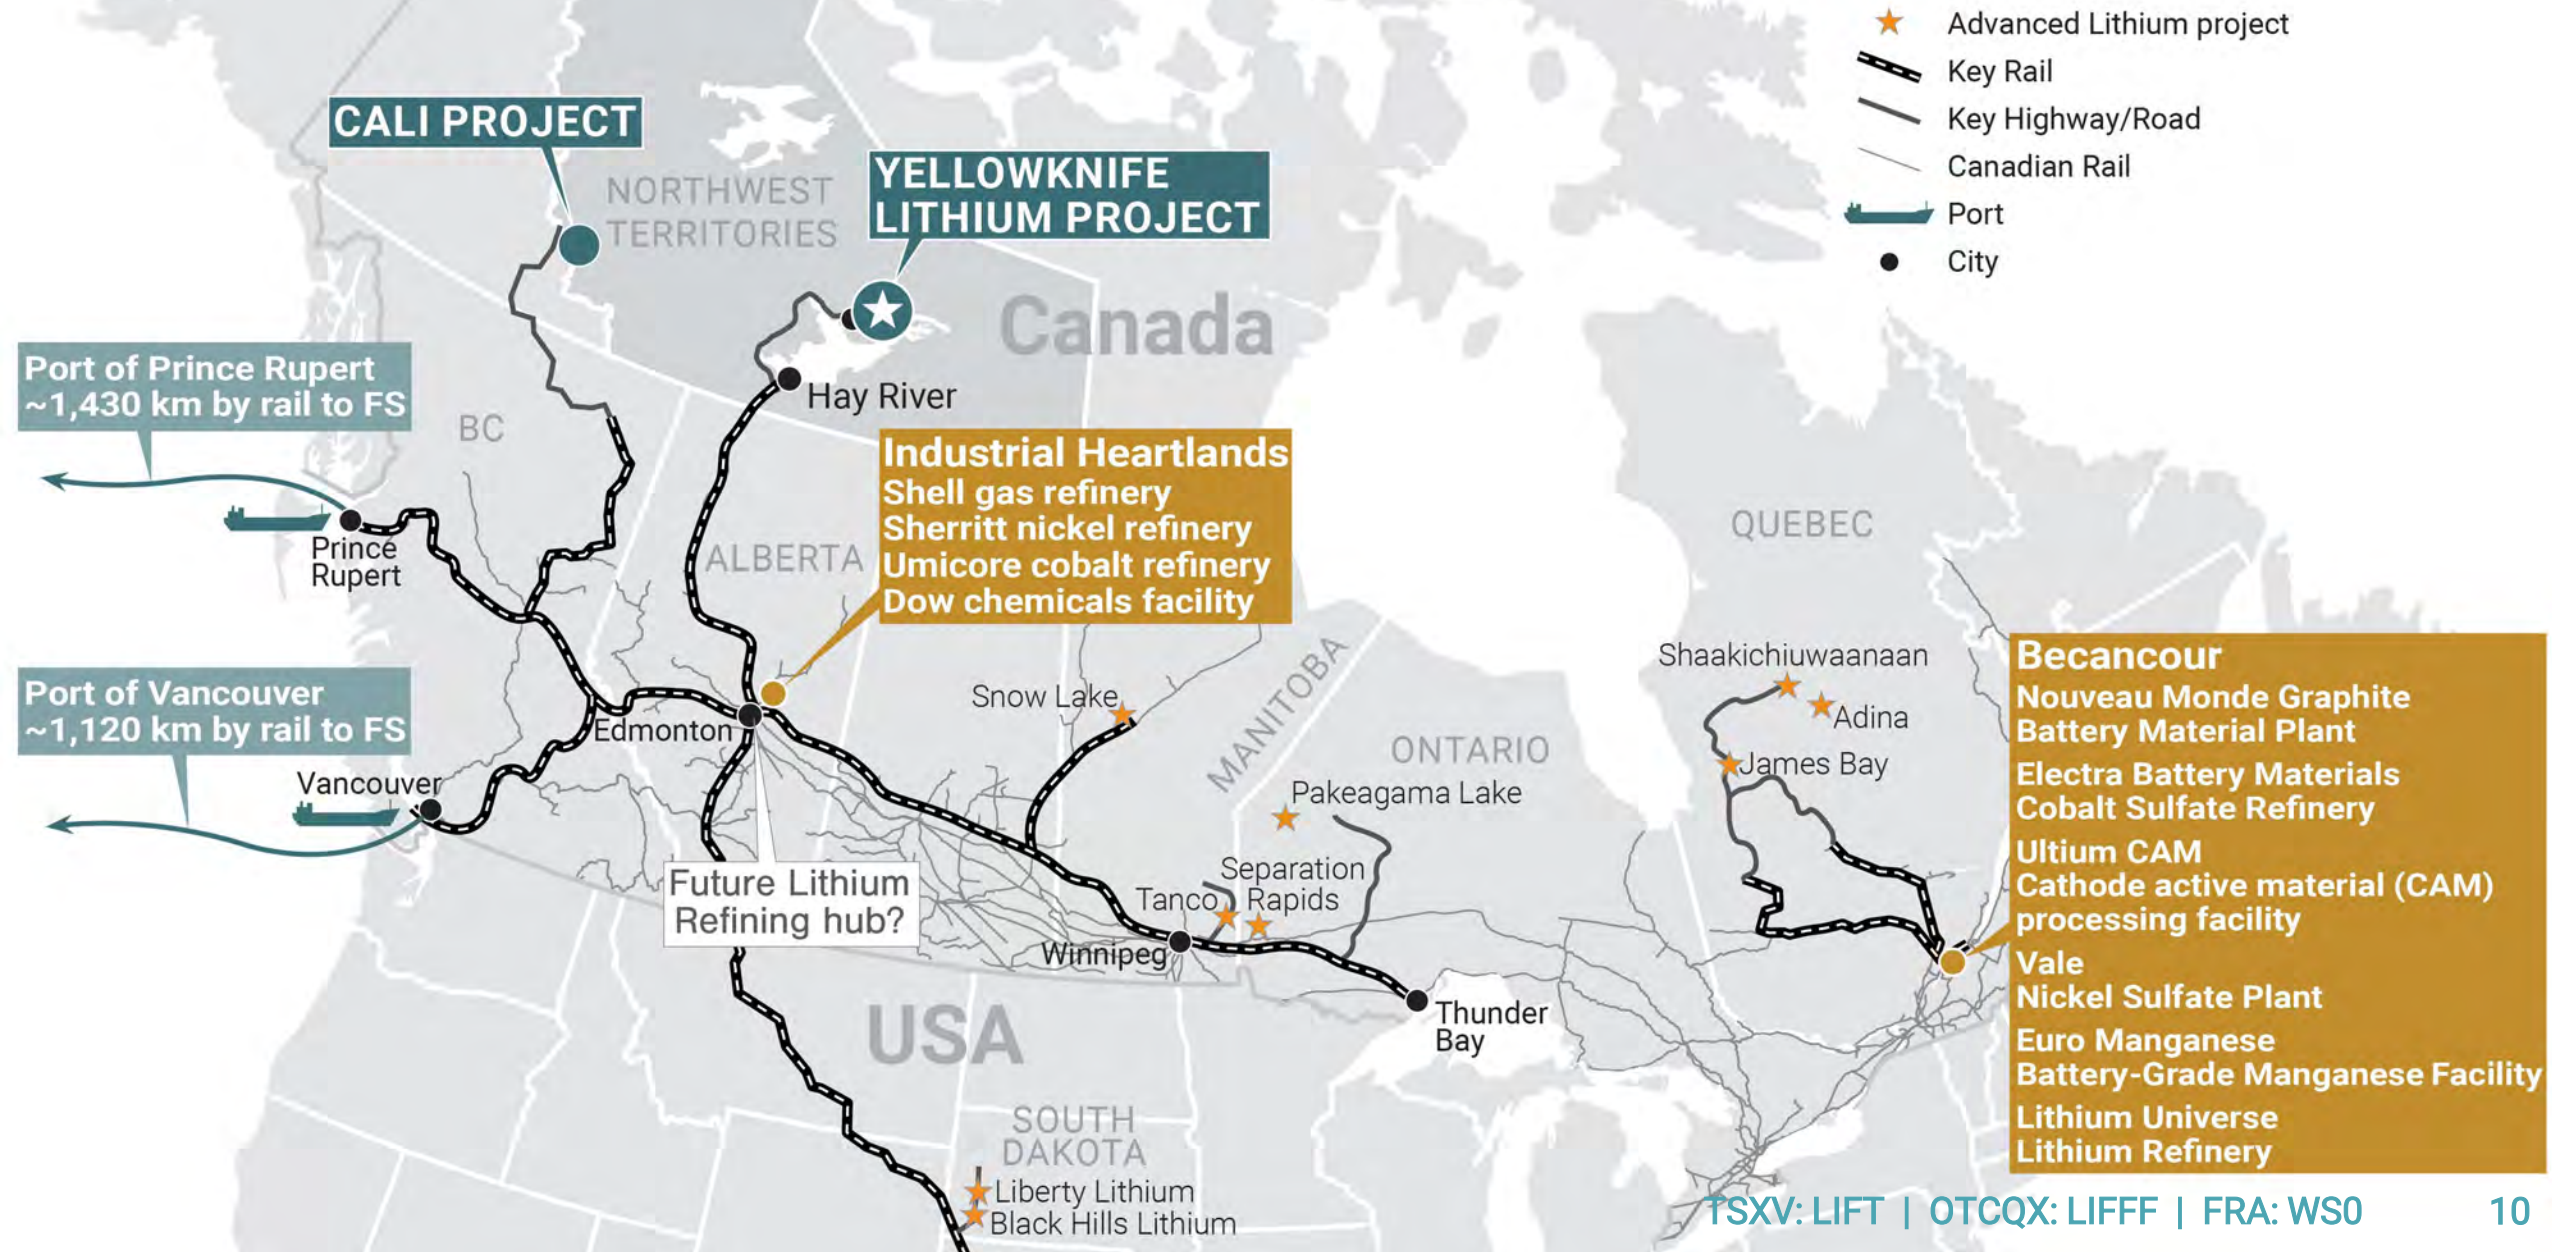 Advanced Lithium project
Key Rail
Key Highway/Road
Canadian Rail
Port
City
CALI PROJECT
NORTHWEST
TERRITORIES
YELLOWKNIFE
LITHIUM PROJECT
Canada
Hay River
Port of Prince Rupert
~1,430 km by rail to FS
BC
Prince
Rupert
ALBERTA
Industrial Heartlands
Shell gas refinery
Sherritt nickel refinery
Umicore cobalt refinery
Dow chemicals facility
Port of Vancouver
~1,120 km by rail to FS
Vancouver
Edmonton
Future Lithium
Refining hub?
Snow Lake
MANITOBA
ONTARIO
Pakeagama Lake
Separation
Rapids
Tanco
Winnipeg
Thunder
Bay
QUEBEC
Shaakichiuwaanaan
Adina
James Bay
Becancour
Nouveau Monde Graphite
Battery Material Plant
Electra Battery Materials
Cobalt Sulfate Refinery
Ultium CAM
Cathode active material (CAM)
processing facility
Vale
Nickel Sulfate Plant
Euro Manganese
Battery-Grade Manganese Facility
Lithium Universe
Lithium Refinery
USA
SOUTH
DAKOTA
Liberty Lithium
Black Hills Lithium
TSXV: LIFT | OTCQX: LIFFF | FRA: WS0
10